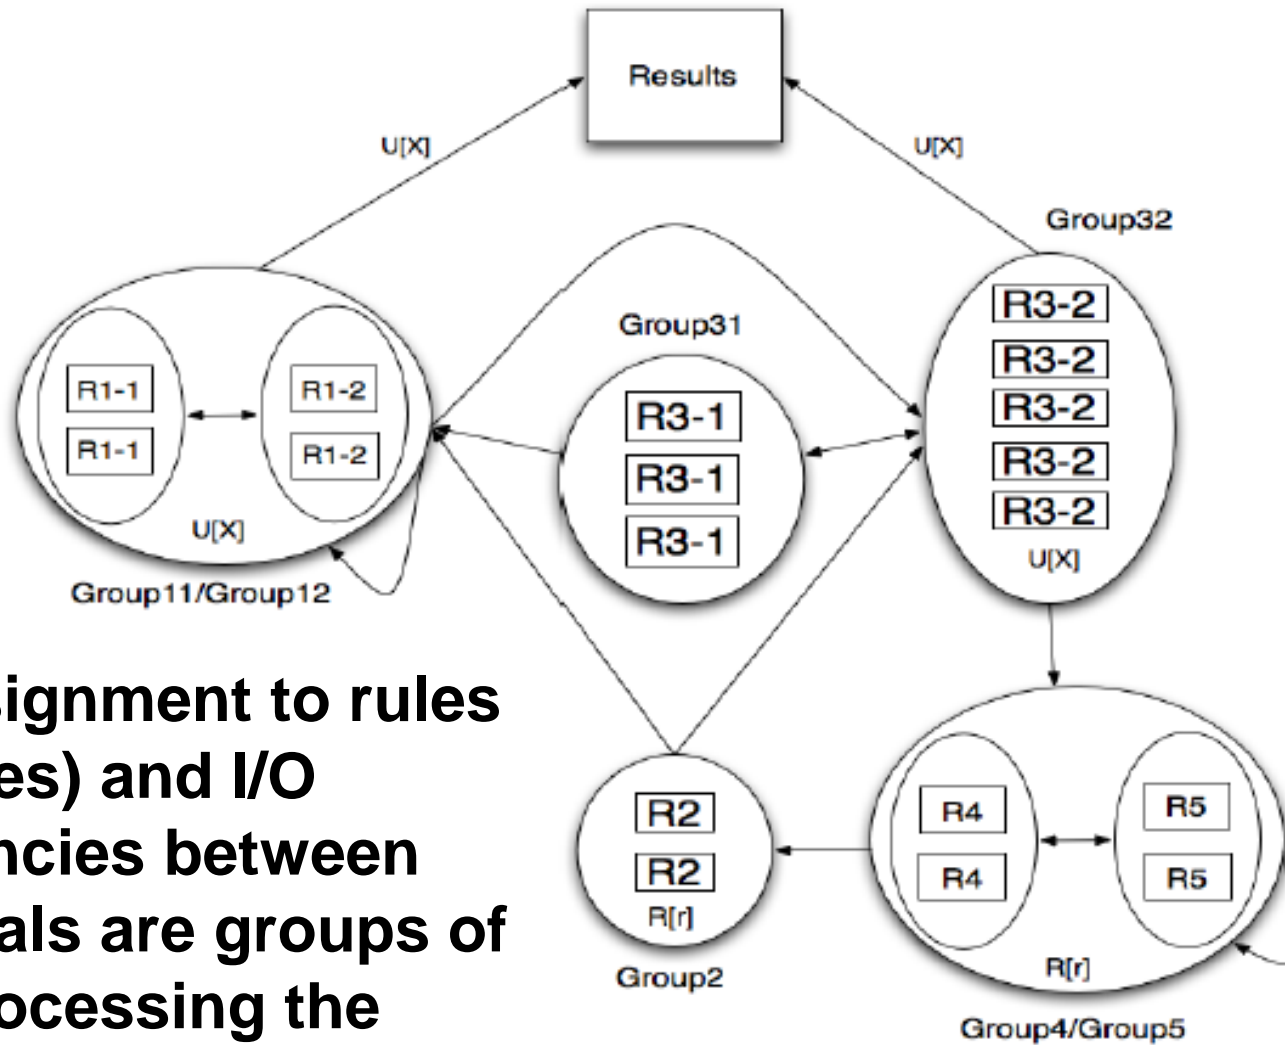 Results
U[X]
U[X]
Group32
R3-2
R3-2
R3-2
R3-2
R3-2
U[X]
Group31
R3-1
R3-1
R3-1
R1-1
R1-1
R1-2
R1-2
U[X]
Group11/Group12
signment to rules
es) and I/O
ncies between
als are groups of
ocessing the
R2
R2
R[r]
Group2
R4
R4
R5
R5
R[r]
Group4/Group5